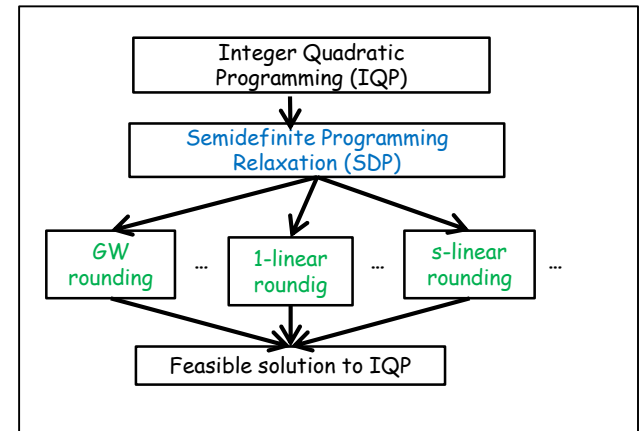 Integer Quadratic
Programming (IQP)
Semidefinite Programming
Relaxation (SDP)
GW
rounding
...
1-linear
roundig
...
s-linear
rounding
...
Feasible solution to IQP